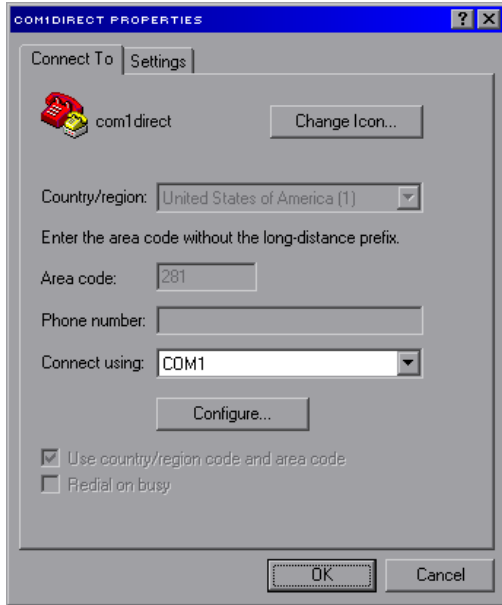 COM1DIRECT PROPERTIES ? X
Connect To Settings
com1direct Change Icon...
Country/region: United States of America (1)
Enter the area code without the long-distance prefix.
Area code: 281
Phone number:
Connect using: COM1
Configure...
Use country/region code and area code
Redial on busy
OK Cancel